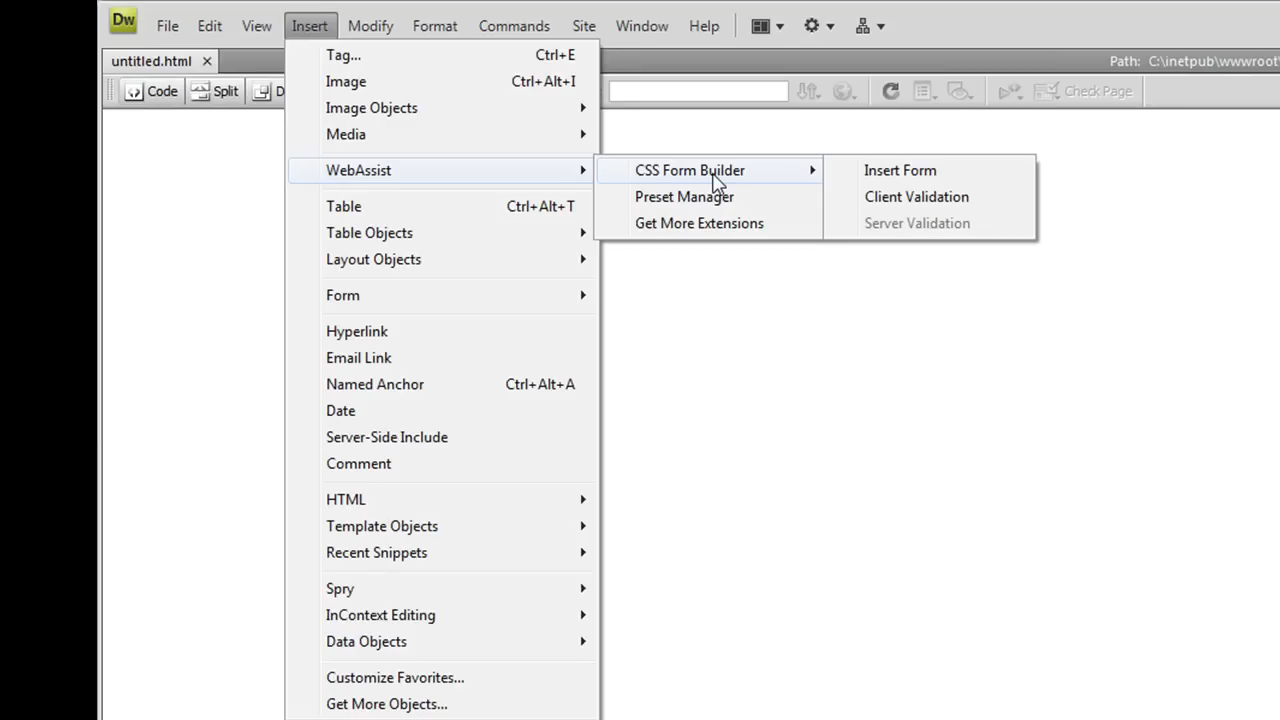 Dw File Edit View Insert Modify Format Commands Site Window Help
untitled.html × Path: C:\inetpub\wwwroot\
Code Split D Check Page
Tag... Ctrl+E
Image Ctrl+Alt+I
Image Objects
Media
WebAssist
CSS Form Builder
Insert Form
Preset Manager
Client Validation
Get More Extensions
Server Validation
Table Ctrl+Alt+T
Table Objects
Layout Objects
Form
Hyperlink
Email Link
Named Anchor Ctrl+Alt+A
Date
Server-Side Include
Comment
HTML
Template Objects
Recent Snippets
Spry
InContext Editing
Data Objects
Customize Favorites...
Get More Objects...